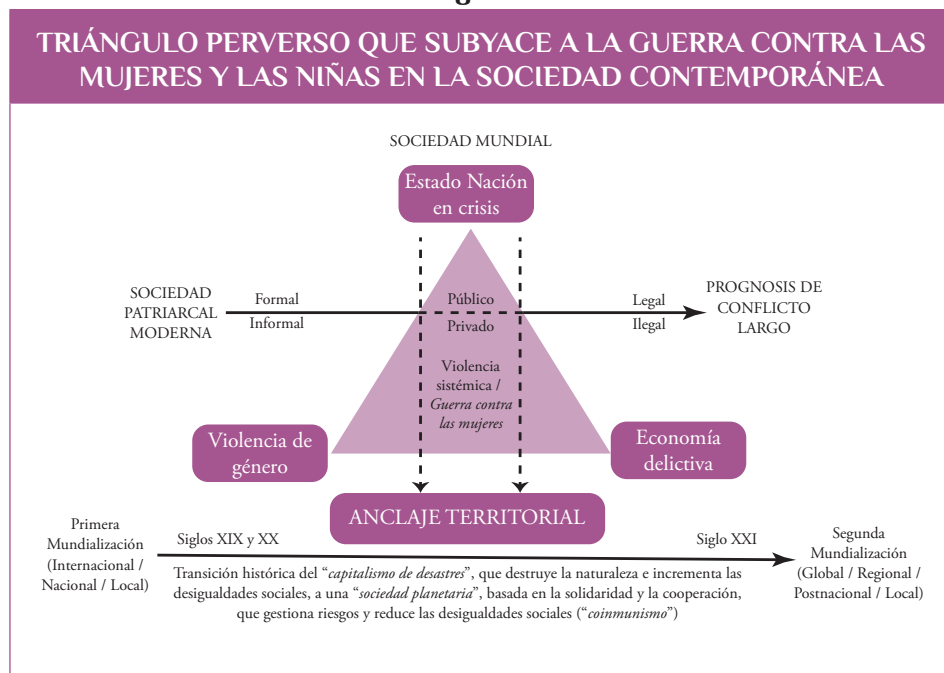 TRIÁNGULO PERVERSO QUE SUBYACE A LA GUERRA CONTRA LAS
MUJERES Y LAS NIÑAS EN LA SOCIEDAD CONTEMPORÁNEA
SOCIEDAD MUNDIAL
Estado Nación
en crisis
SOCIEDAD
PATRIARCAL
MODERNA
Formal
Informal
Público
Privado
Legal
Ilegal
PROGNOSIS DE
CONFLICTO
LARGO
Violencia
sistémica /
Guerra contra
las mujeres
Violencia de
género
Economía
delictiva
ANCLAJE TERRITORIAL
Primera
Mundialización
(Internacional /
Nacional / Local)
Siglos XIX y XX
Siglo XXI
Segunda
Mundialización
(Global / Regional /
Postnacional / Local)
Transición histórica del “capitalismo de desastres”, que destruye la naturaleza e incrementa las
desigualdades sociales, a una “sociedad planetaria”, basada en la solidaridad y la cooperación,
que gestiona riesgos y reduce las desigualdades sociales (“coinmunismo”)